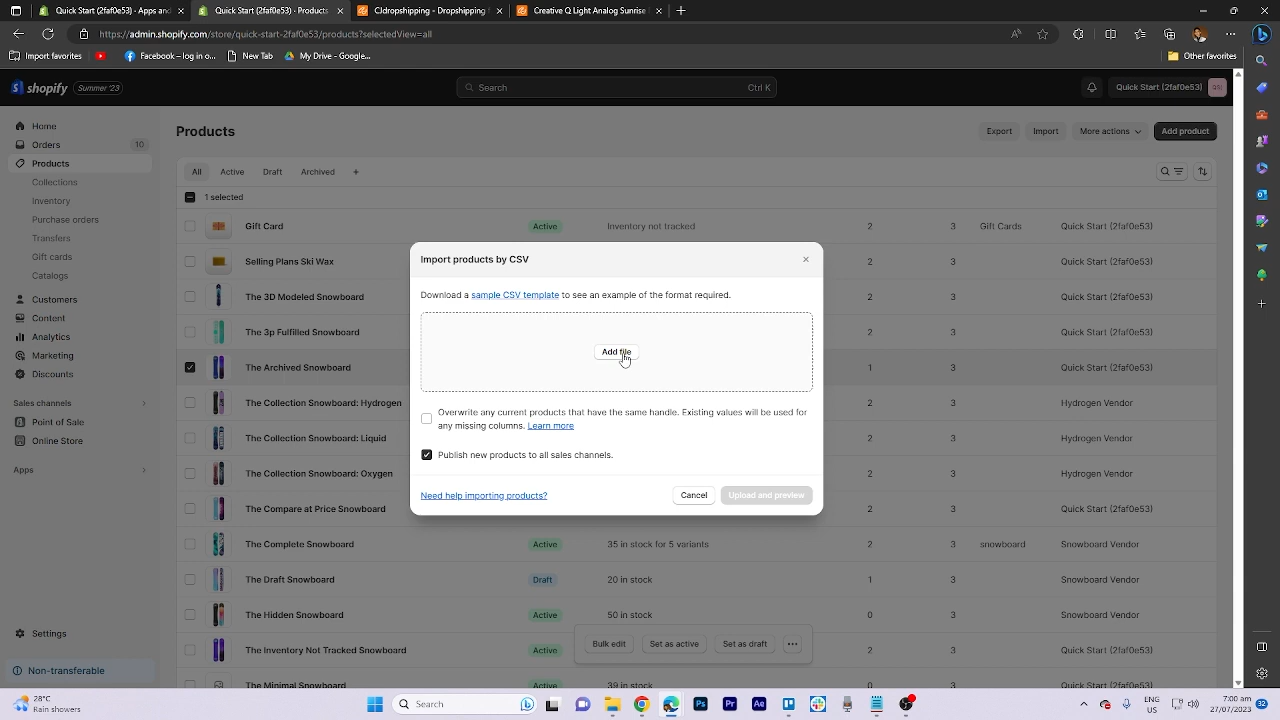 Quick Start (2faf0e53) - Apps and
Quick Start (2faf0e53) - Products
CJdropshipping - Dropshipping
Creative Q Light Analog Sunrise
https://admin.shopify.com/store/quick-start-2faf0e53/products?selectedView=all
Import favorites
Facebook – log in o...
New Tab
My Drive - Google...
Other favorites
shopify
Summer '23
Search
Ctrl K
Quick Start (2faf0e53)
Home
Orders
10
Products
Collections
Inventory
Purchase orders
Transfers
Gift cards
Catalogs
Customers
Content
Analytics
Marketing
Discounts
Sales channels
Point of Sale
Online Store
Apps
Settings
Non-transferable
Products
Export
Import
More actions
Add product
All
Active
Draft
Archived
+
1 selected
Gift Card Active Inventory not tracked 2 3 Gift Cards Quick Start (2faf0e53)
Selling Plans Ski Wax 2 3 Quick Start (2faf0e53)
The 3D Modeled Snowboard 2 3 Quick Start (2faf0e53)
The 3p Fulfilled Snowboard 2 3 Quick Start (2faf0e53)
The Archived Snowboard 1 3 Quick Start (2faf0e53)
The Collection Snowboard: Hydrogen 2 3 Hydrogen Vendor
The Collection Snowboard: Liquid 2 3 Hydrogen Vendor
The Collection Snowboard: Oxygen 2 3 Hydrogen Vendor
The Compare at Price Snowboard 2 3 Quick Start (2faf0e53)
The Complete Snowboard Active 35 in stock for 5 variants 2 3 snowboard Snowboard Vendor
The Draft Snowboard Draft 20 in stock 1 3 Snowboard Vendor
The Hidden Snowboard Active 50 in stock 0 3 Snowboard Vendor
The Inventory Not Tracked Snowboard Active 2 3 Quick Start (2faf0e53)
The Minimal Snowboard Active 39 in stock 0 3 Quick Start (2faf0e53)
Import products by CSV
Download a sample CSV template to see an example of the format required.
Add file
Overwrite any current products that have the same handle. Existing values will be used for
any missing columns. Learn more
Publish new products to all sales channels.
Need help importing products?
Cancel
Upload and preview
Bulk edit
Set as active
Set as draft
28°C
Rain showers
Search
ENG
US
7:00 am
27/07/2023